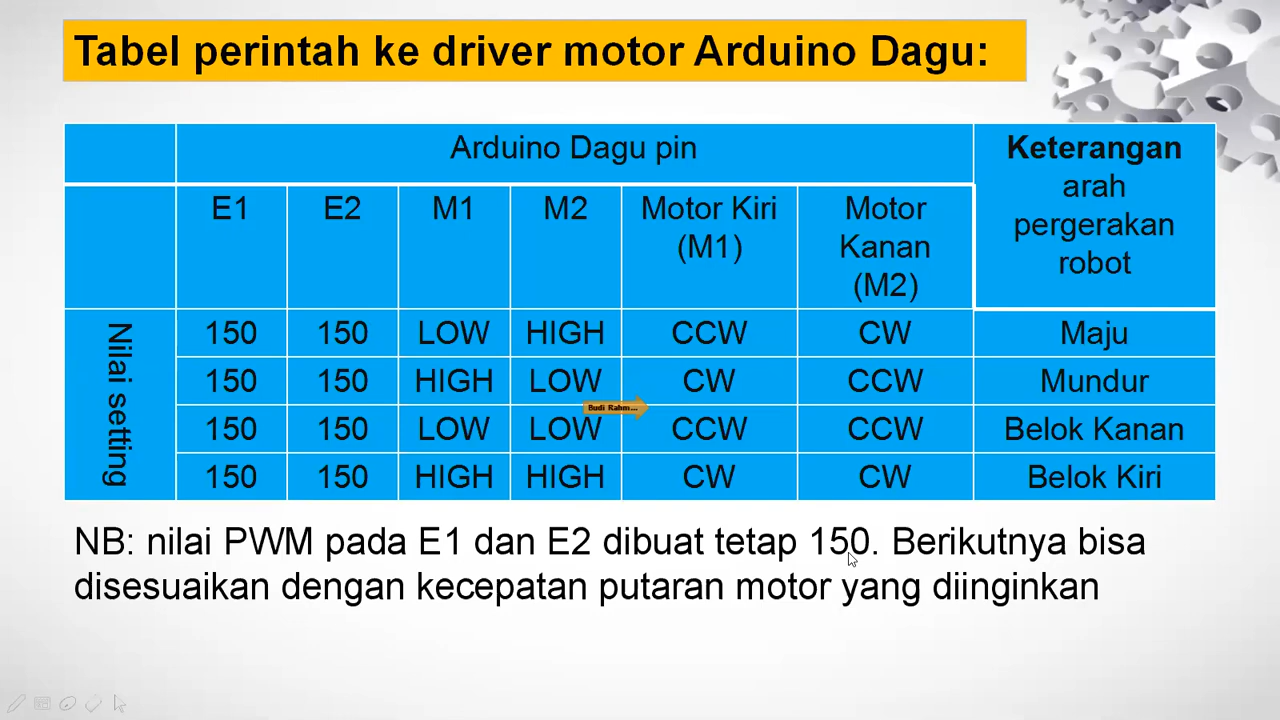 Tabel perintah ke driver motor Arduino Dagu:
Arduino Dagu pin
Keterangan
arah
pergerakan
robot
E1 E2 M1 M2 Motor Kiri
(M1)
Motor
Kanan
(M2)
Nilai setting
150 150 LOW HIGH CCW CW Maju
150 150 HIGH LOW CW CCW Mundur
Budi Rahm...
150 150 LOW LOW CCW CCW Belok Kanan
150 150 HIGH HIGH CW CW Belok Kiri
NB: nilai PWM pada E1 dan E2 dibuat tetap 150. Berikutnya bisa
disesuaikan dengan kecepatan putaran motor yang diinginkan